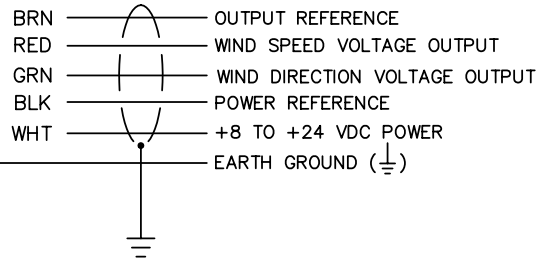 BRN OUTPUT REFERENCE
RED WIND SPEED VOLTAGE OUTPUT
GRN WIND DIRECTION VOLTAGE OUTPUT
BLK POWER REFERENCE
WHT +8 TO +24 VDC POWER
EARTH GROUND (⏚)